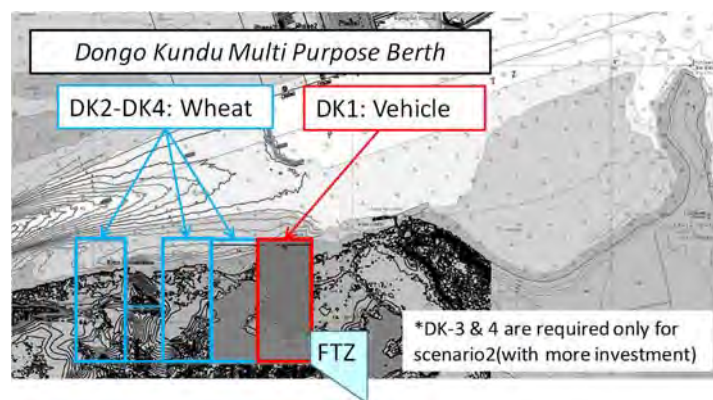 Dongo Kundu Multi Purpose Berth
DK2-DK4: Wheat
DK1: Vehicle
FTZ
*DK-3 & 4 are required only for
scenario2(with more investment)